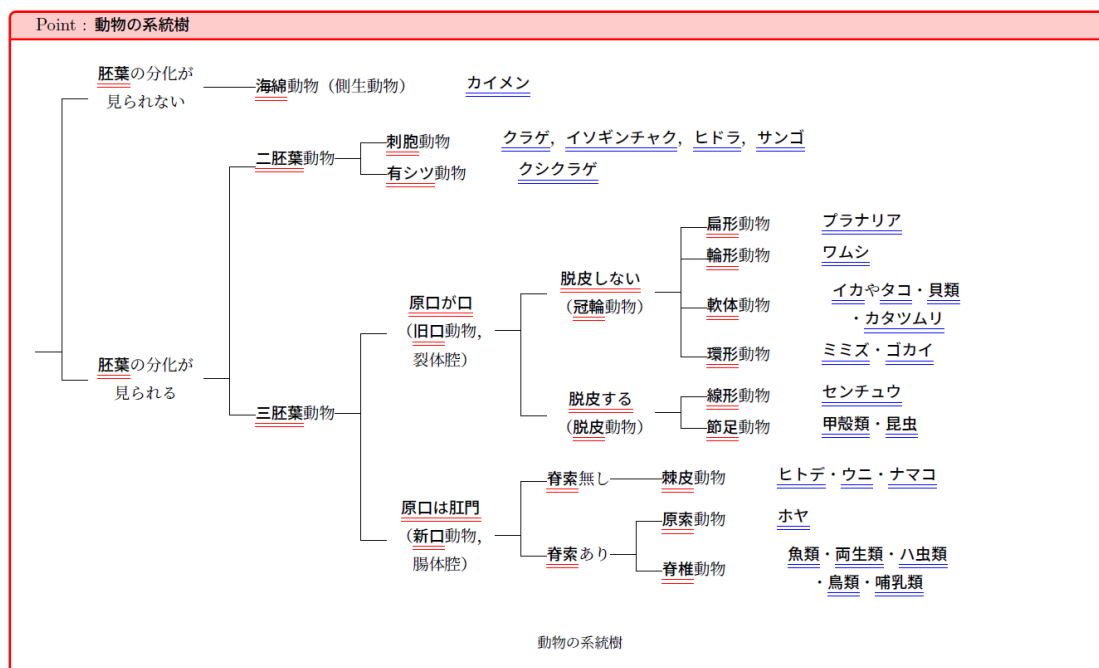 Point : 動物の系統樹
胚葉の分化が
見られない
海綿動物（側生動物）
カイメン
二胚葉動物
刺胞動物
クラゲ，イソギンチャク，ヒドラ，サンゴ
有シツ動物
クシクラゲ
胚葉の分化が
見られる
三胚葉動物
原口が口
（旧口動物，
裂体腔）
脱皮しない
（冠輪動物）
扁形動物
プラナリア
輪形動物
ワムシ
軟体動物
イカやタコ・貝類
・カタツムリ
環形動物
ミミズ・ゴカイ
脱皮する
（脱皮動物）
線形動物
センチュウ
節足動物
甲殻類・昆虫
原口は肛門
（新口動物，
腸体腔）
脊索無し
棘皮動物
ヒトデ・ウニ・ナマコ
脊索あり
原索動物
ホヤ
脊椎動物
魚類・両生類・ハ虫類
・鳥類・哺乳類
動物の系統樹